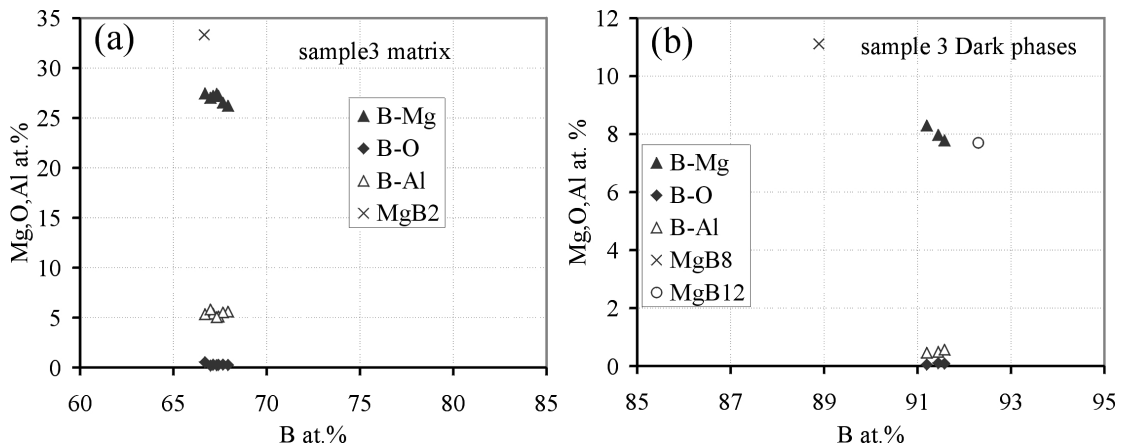 (a)
sample3 matrix
Mg,O,Al at.%
35
30
25
20
15
10
5
0
B-Mg
B-O
B-Al
MgB2
60 65 70 75 80 85
B at.%
(b)
sample 3 Dark phases
Mg,O,Al at. %
12
10
8
6
4
2
0
B-Mg
B-O
B-Al
MgB8
MgB12
85 87 89 91 93 95
B at.%